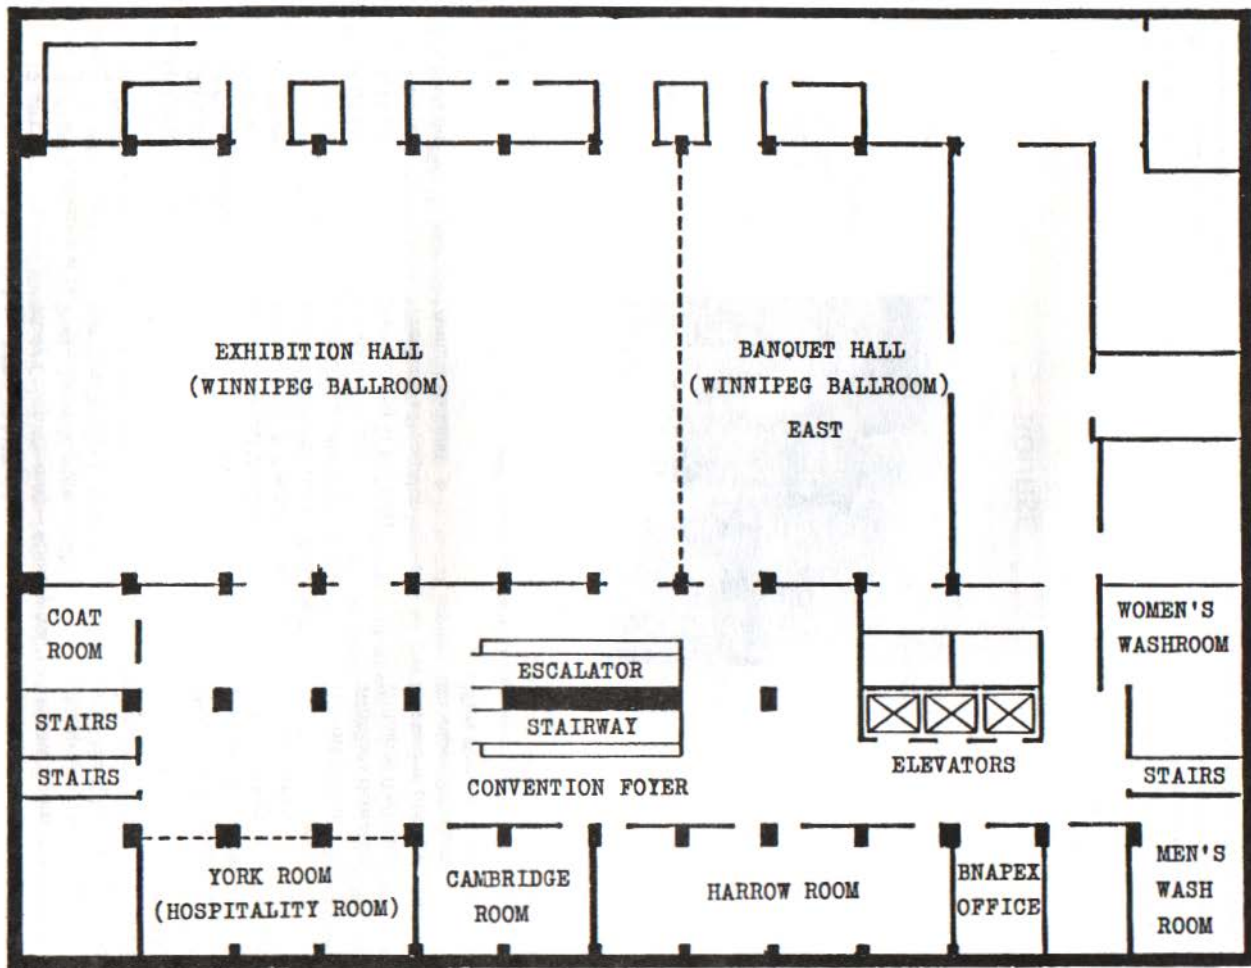 EXHIBITION HALL
(WINNIPEG BALLROOM)
BANQUET HALL
(WINNIPEG BALLROOM)
EAST
COAT
ROOM
WOMEN'S
WASHROOM
ESCALATOR
STAIRS
STAIRWAY
STAIRS
CONVENTION FOYER
ELEVATORS
STAIRS
YORK ROOM
(HOSPITALITY ROOM)
CAMBRIDGE
ROOM
HARROW ROOM
BNAPEX
OFFICE
MEN'S
WASH
ROOM